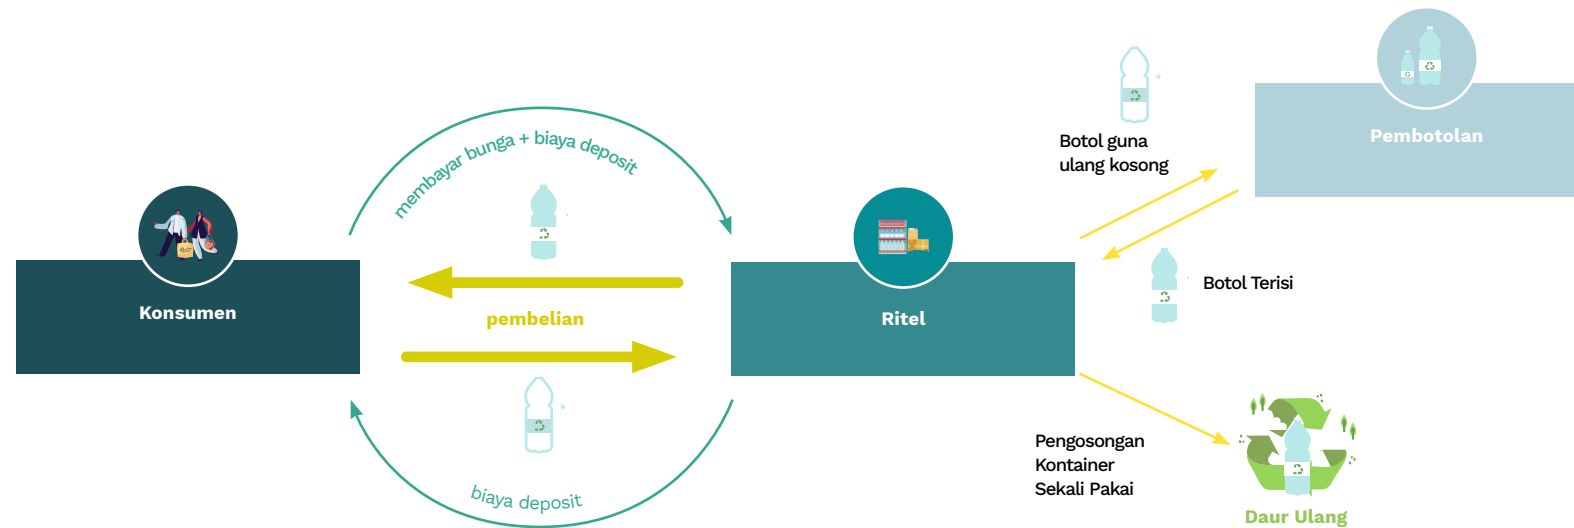 membayar bunga + biaya deposit
Konsumen
pembelian
biaya deposit
Ritel
Botol guna
ulang kosong
Pembotolan
Botol Terisi
Pengosongan
Kontainer
Sekali Pakai
Daur Ulang